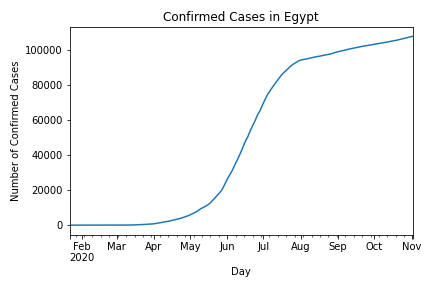 Confirmed Cases in Egypt
100000
80000
60000
40000
20000
0
Number of Confirmed Cases
Feb Mar Apr May Jun Jul Aug Sep Oct Nov
2020
Day